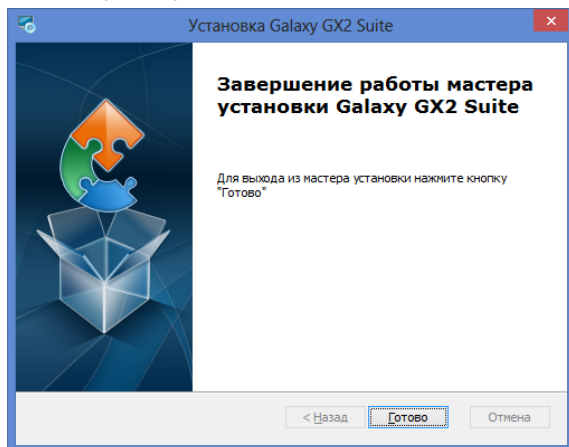 Установка Galaxy GX2 Suite
Завершение работы мастера
установки Galaxy GX2 Suite
Для выхода из мастера установки нажмите кнопку
"Готово"
< Назад Готово Отмена